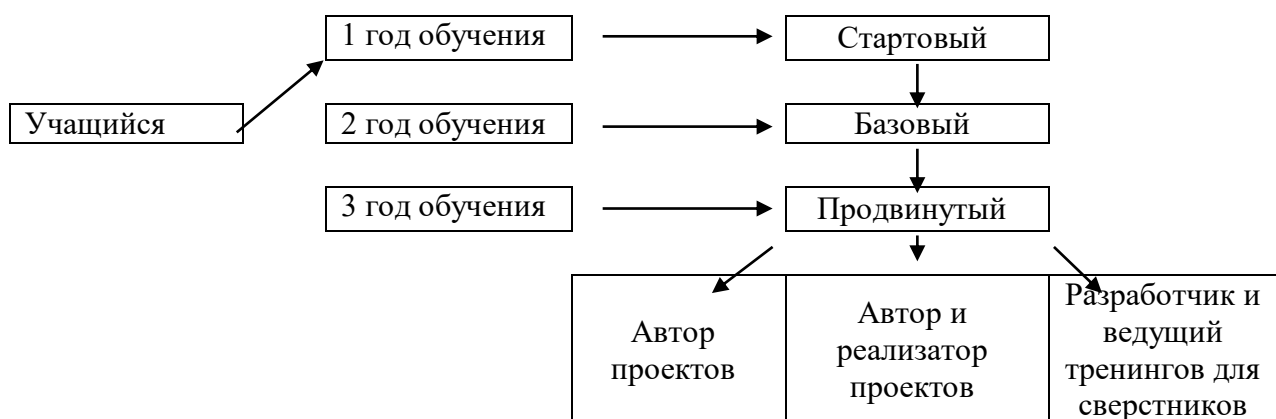 1 год обучения
Стартовый
Учащийся
2 год обучения
Базовый
3 год обучения
Продвинутый
Автор
проектов
Автор и
реализатор
проектов
Разработчик и
ведущий
тренингов для
сверстников